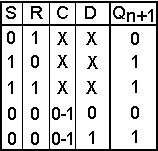 S R C D Qn+1
0 1 X X 0
1 0 X X 1
1 1 X X 1
0 0 0-1 0 0
0 0 0-1 1 1